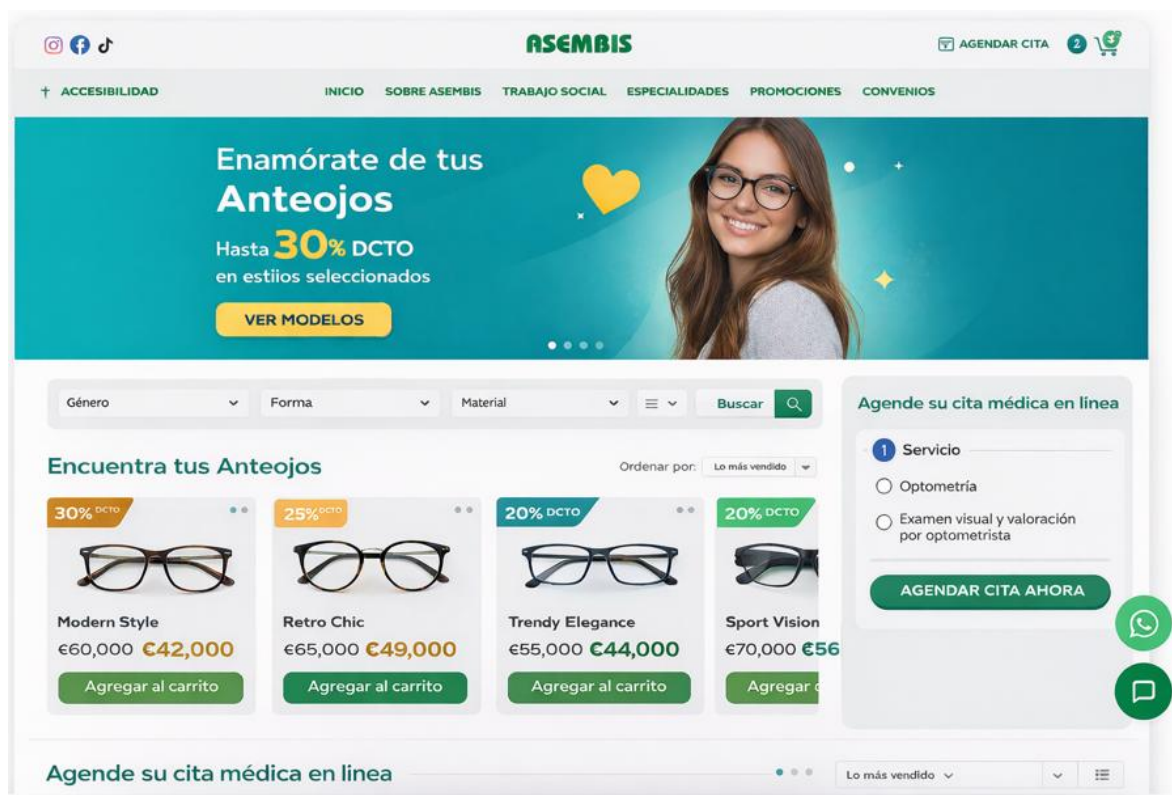 ASEMBIS
AGENDAR CITA 2 3
ACCESIBILIDAD
INICIO SOBRE ASEMBIS TRABAJO SOCIAL ESPECIALIDADES PROMOCIONES CONVENIOS
Enamórate de tus
Anteojos
Hasta 30% DCTO
en estiios seleccionados
VER MODELOS
Género Forma Material Buscar
Encuentra tus Anteojos
Ordenar por: Lo más vendido
30% DCTO
Modern Style
€60,000 €42,000
Agregar al carrito
25% DCTO
Retro Chic
€65,000 €49,000
Agregar al carrito
20% DCTO
Trendy Elegance
€55,000 €44,000
Agregar al carrito
20% DCTO
Sport Vision
€70,000 €56
Agregar
Agende su cita médica en linea
1 Servicio
Optometría
Examen visual y valoración
por optometrista
AGENDAR CITA AHORA
Agende su cita médica en linea
Lo más vendido